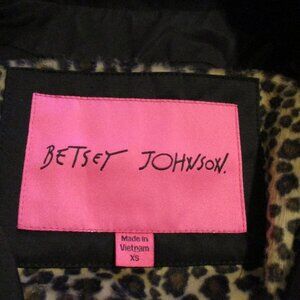 BETSEY JOHNSON.
Made in
Vietnam
XS